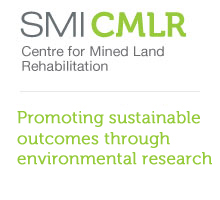 SMI CMLR
Centre for Mined Land
Rehabilitation
Promoting sustainable
outcomes through
environmental research